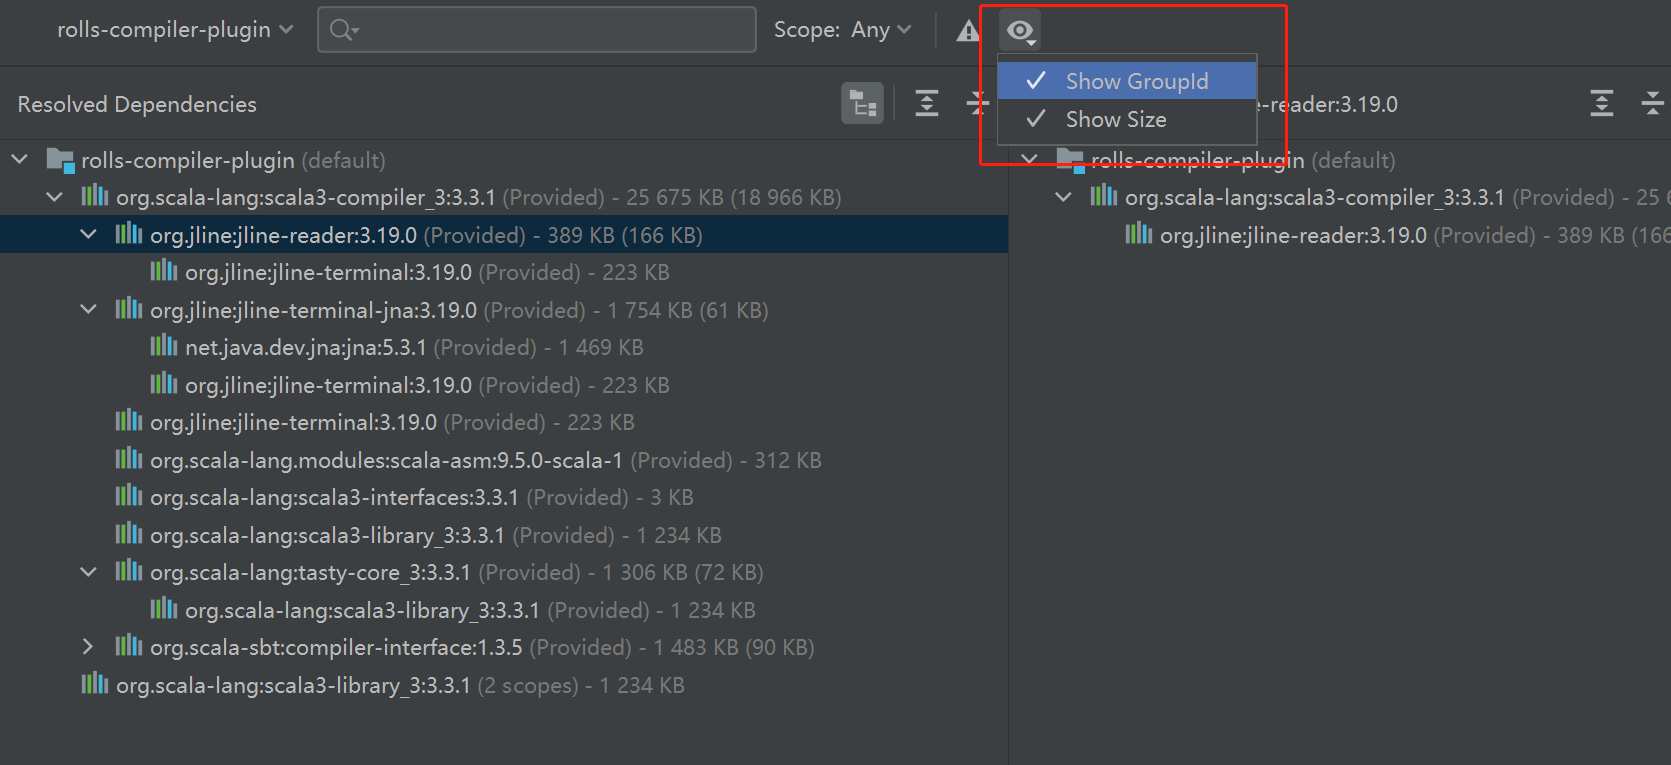 rolls-compiler-plugin
Scope: Any
Show GroupId
Show Size
Resolved Dependencies
e-reader:3.19.0
rolls-compiler-plugin (default)
org.scala-lang:scala3-compiler_3:3.3.1 (Provided) - 25 675 KB (18 966 KB)
org.jline:jline-reader:3.19.0 (Provided) - 389 KB (166 KB)
org.jline:jline-terminal:3.19.0 (Provided) - 223 KB
org.jline:jline-terminal-jna:3.19.0 (Provided) - 1 754 KB (61 KB)
net.java.dev.jna:jna:5.3.1 (Provided) - 1 469 KB
org.jline:jline-terminal:3.19.0 (Provided) - 223 KB
org.jline:jline-terminal:3.19.0 (Provided) - 223 KB
org.scala-lang.modules:scala-asm:9.5.0-scala-1 (Provided) - 312 KB
org.scala-lang:scala3-interfaces:3.3.1 (Provided) - 3 KB
org.scala-lang:scala3-library_3:3.3.1 (Provided) - 1 234 KB
org.scala-lang:tasty-core_3:3.3.1 (Provided) - 1 306 KB (72 KB)
org.scala-lang:scala3-library_3:3.3.1 (Provided) - 1 234 KB
org.scala-sbt:compiler-interface:1.3.5 (Provided) - 1 483 KB (90 KB)
org.scala-lang:scala3-library_3:3.3.1 (2 scopes) - 1 234 KB
rolls-compiler-plugin (default)
org.scala-lang:scala3-compiler_3:3.3.1 (Provided) - 25
org.jline:jline-reader:3.19.0 (Provided) - 389 KB (166